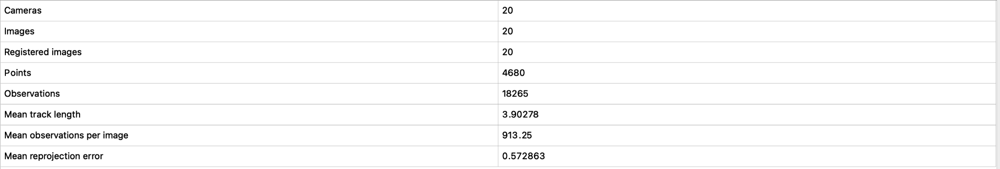 Cameras 20
Images 20
Registered images 20
Points 4680
Observations 18265
Mean track length 3.90278
Mean observations per image 913.25
Mean reprojection error 0.572863